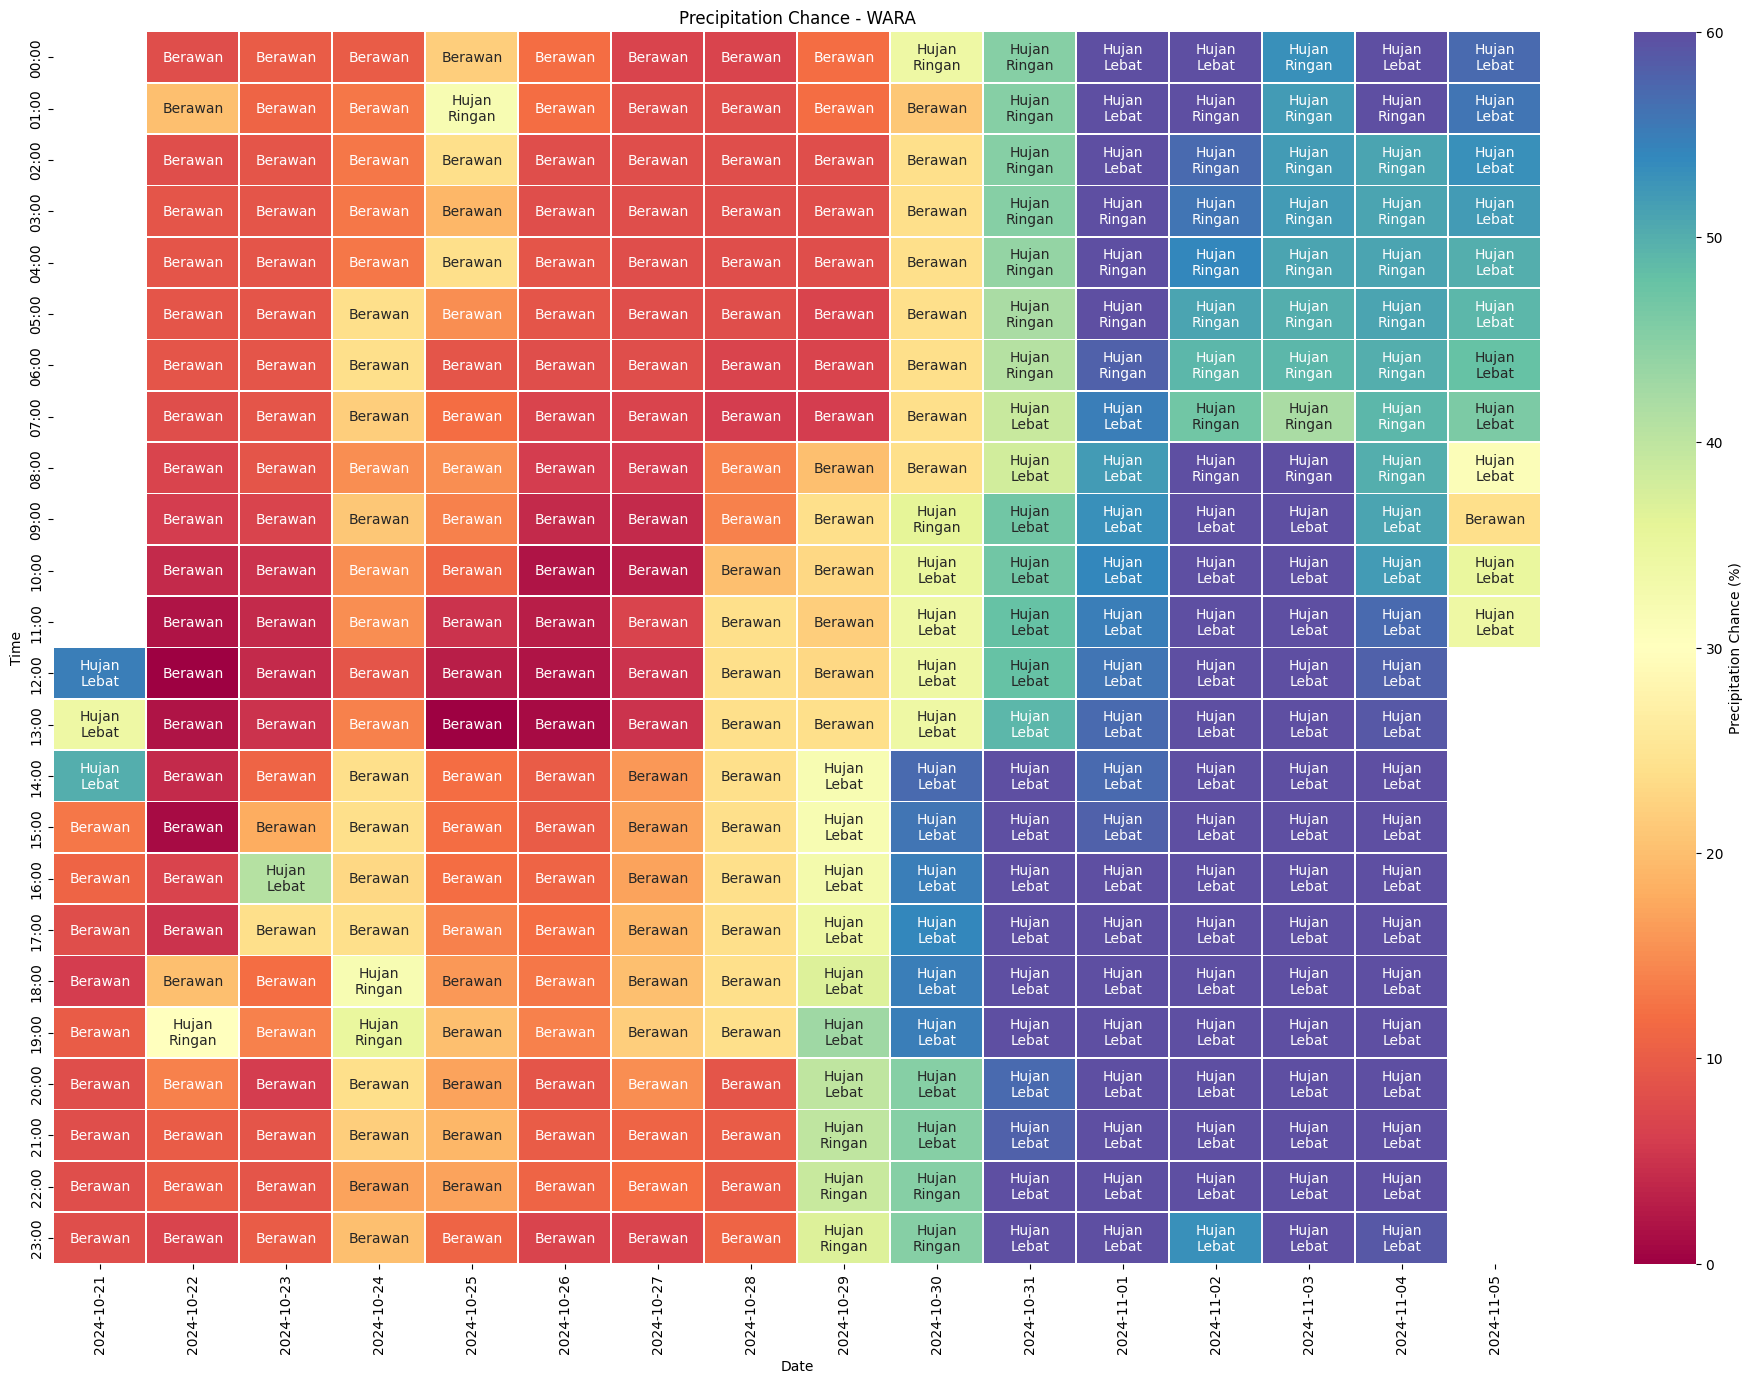 Precipitation Chance - WARA
00:00 Berawan Berawan Berawan Berawan Berawan Berawan Berawan Berawan Hujan Ringan Hujan Ringan Hujan Lebat Hujan Lebat Hujan Ringan Hujan Lebat Hujan Lebat
01:00 Berawan Berawan Berawan Hujan Ringan Berawan Berawan Berawan Berawan Berawan Hujan Ringan Hujan Lebat Hujan Ringan Hujan Ringan Hujan Ringan Hujan Lebat
02:00 Berawan Berawan Berawan Berawan Berawan Berawan Berawan Berawan Berawan Hujan Ringan Hujan Lebat Hujan Ringan Hujan Ringan Hujan Ringan Hujan Lebat
03:00 Berawan Berawan Berawan Berawan Berawan Berawan Berawan Berawan Berawan Hujan Ringan Hujan Ringan Hujan Ringan Hujan Ringan Hujan Ringan Hujan Lebat
04:00 Berawan Berawan Berawan Berawan Berawan Berawan Berawan Berawan Berawan Hujan Ringan Hujan Ringan Hujan Ringan Hujan Ringan Hujan Ringan Hujan Lebat
05:00 Berawan Berawan Berawan Berawan Berawan Berawan Berawan Berawan Berawan Hujan Ringan Hujan Ringan Hujan Ringan Hujan Ringan Hujan Ringan Hujan Lebat
06:00 Berawan Berawan Berawan Berawan Berawan Berawan Berawan Berawan Berawan Hujan Ringan Hujan Ringan Hujan Ringan Hujan Ringan Hujan Ringan Hujan Lebat
07:00 Berawan Berawan Berawan Berawan Berawan Berawan Berawan Berawan Berawan Hujan Lebat Hujan Lebat Hujan Ringan Hujan Ringan Hujan Ringan Hujan Lebat
08:00 Berawan Berawan Berawan Berawan Berawan Berawan Berawan Berawan Berawan Hujan Lebat Hujan Lebat Hujan Ringan Hujan Ringan Hujan Ringan Hujan Lebat
09:00 Berawan Berawan Berawan Berawan Berawan Berawan Berawan Berawan Hujan Ringan Hujan Lebat Hujan Lebat Hujan Lebat Hujan Lebat Hujan Lebat Berawan
10:00 Berawan Berawan Berawan Berawan Berawan Berawan Berawan Berawan Hujan Lebat Hujan Lebat Hujan Lebat Hujan Lebat Hujan Lebat Hujan Lebat Hujan Lebat
11:00 Berawan Berawan Berawan Berawan Berawan Berawan Berawan Berawan Hujan Lebat Hujan Lebat Hujan Lebat Hujan Lebat Hujan Lebat Hujan Lebat Hujan Lebat
12:00 Hujan Lebat Berawan Berawan Berawan Berawan Berawan Berawan Berawan Berawan Hujan Lebat Hujan Lebat Hujan Lebat Hujan Lebat Hujan Lebat Hujan Lebat
13:00 Hujan Lebat Berawan Berawan Berawan Berawan Berawan Berawan Berawan Berawan Hujan Lebat Hujan Lebat Hujan Lebat Hujan Lebat Hujan Lebat Hujan Lebat
14:00 Hujan Lebat Berawan Berawan Berawan Berawan Berawan Berawan Berawan Hujan Lebat Hujan Lebat Hujan Lebat Hujan Lebat Hujan Lebat Hujan Lebat Hujan Lebat
15:00 Berawan Berawan Berawan Berawan Berawan Berawan Berawan Berawan Hujan Lebat Hujan Lebat Hujan Lebat Hujan Lebat Hujan Lebat Hujan Lebat Hujan Lebat
16:00 Berawan Berawan Hujan Lebat Berawan Berawan Berawan Berawan Berawan Hujan Lebat Hujan Lebat Hujan Lebat Hujan Lebat Hujan Lebat Hujan Lebat Hujan Lebat
17:00 Berawan Berawan Berawan Berawan Berawan Berawan Berawan Berawan Hujan Lebat Hujan Lebat Hujan Lebat Hujan Lebat Hujan Lebat Hujan Lebat Hujan Lebat
18:00 Berawan Berawan Berawan Hujan Ringan Berawan Berawan Berawan Berawan Hujan Lebat Hujan Lebat Hujan Lebat Hujan Lebat Hujan Lebat Hujan Lebat Hujan Lebat
19:00 Berawan Hujan Ringan Berawan Hujan Ringan Berawan Berawan Berawan Berawan Hujan Lebat Hujan Lebat Hujan Lebat Hujan Lebat Hujan Lebat Hujan Lebat Hujan Lebat
20:00 Berawan Berawan Berawan Berawan Berawan Berawan Berawan Berawan Hujan Lebat Hujan Lebat Hujan Lebat Hujan Lebat Hujan Lebat Hujan Lebat Hujan Lebat
21:00 Berawan Berawan Berawan Berawan Berawan Berawan Berawan Berawan Hujan Ringan Hujan Lebat Hujan Lebat Hujan Lebat Hujan Lebat Hujan Lebat Hujan Lebat
22:00 Berawan Berawan Berawan Berawan Berawan Berawan Berawan Berawan Hujan Ringan Hujan Ringan Hujan Lebat Hujan Lebat Hujan Lebat Hujan Lebat Hujan Lebat
23:00 Berawan Berawan Berawan Berawan Berawan Berawan Berawan Berawan Hujan Ringan Hujan Ringan Hujan Lebat Hujan Lebat Hujan Lebat Hujan Lebat Hujan Lebat
Time
2024-10-21 2024-10-22 2024-10-23 2024-10-24 2024-10-25 2024-10-26 2024-10-27 2024-10-28 2024-10-29 2024-10-30 2024-10-31 2024-11-01 2024-11-02 2024-11-03 2024-11-04 2024-11-05
Date
60
50
40
30
20
10
0
Precipitation Chance (%)